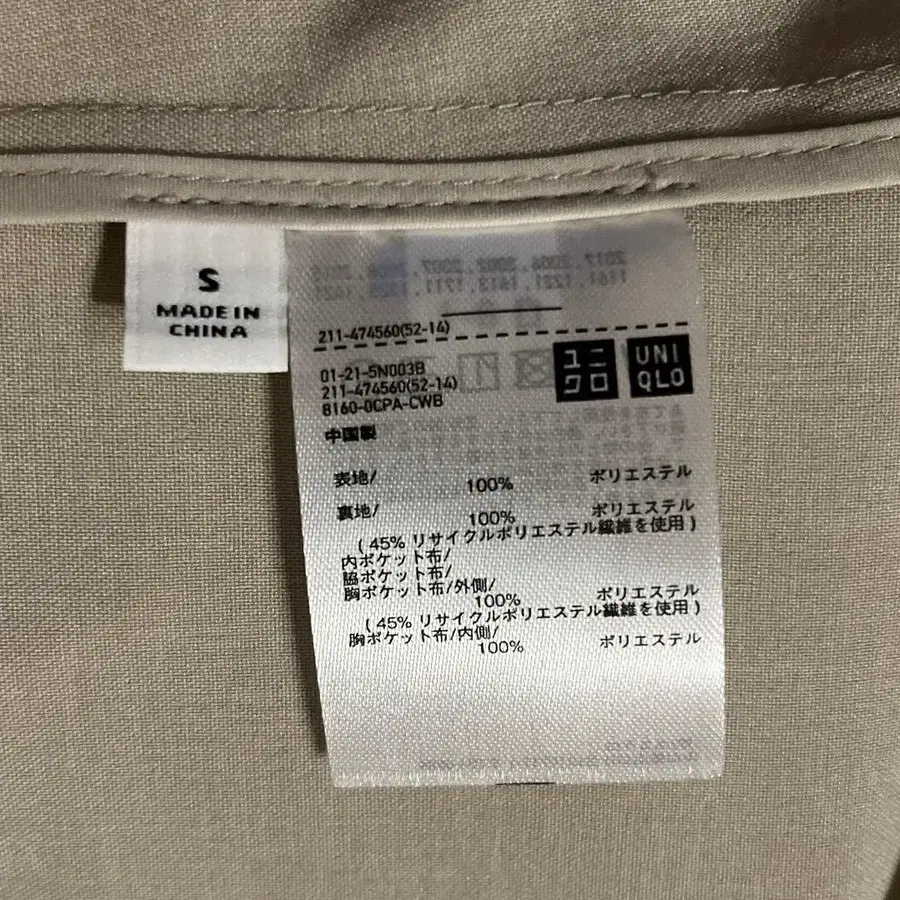 S
MADE IN
CHINA
211-474560(52-14)
01-21-5N003B
211-474560(52-14)
8160-0CPA-CWB
ユニ
クロ
UNI
QLO
中国製
表地/
100% ポリエステル
裏地/
100% ポリエステル
( 45% リサイクルポリエステル繊維を使用 )
内ポケット布/
脇ポケット布/
胸ポケット布/外側/
100% ポリエステル
( 45% リサイクルポリエステル繊維を使用 )
胸ポケット布/内側/
100% ポリエステル